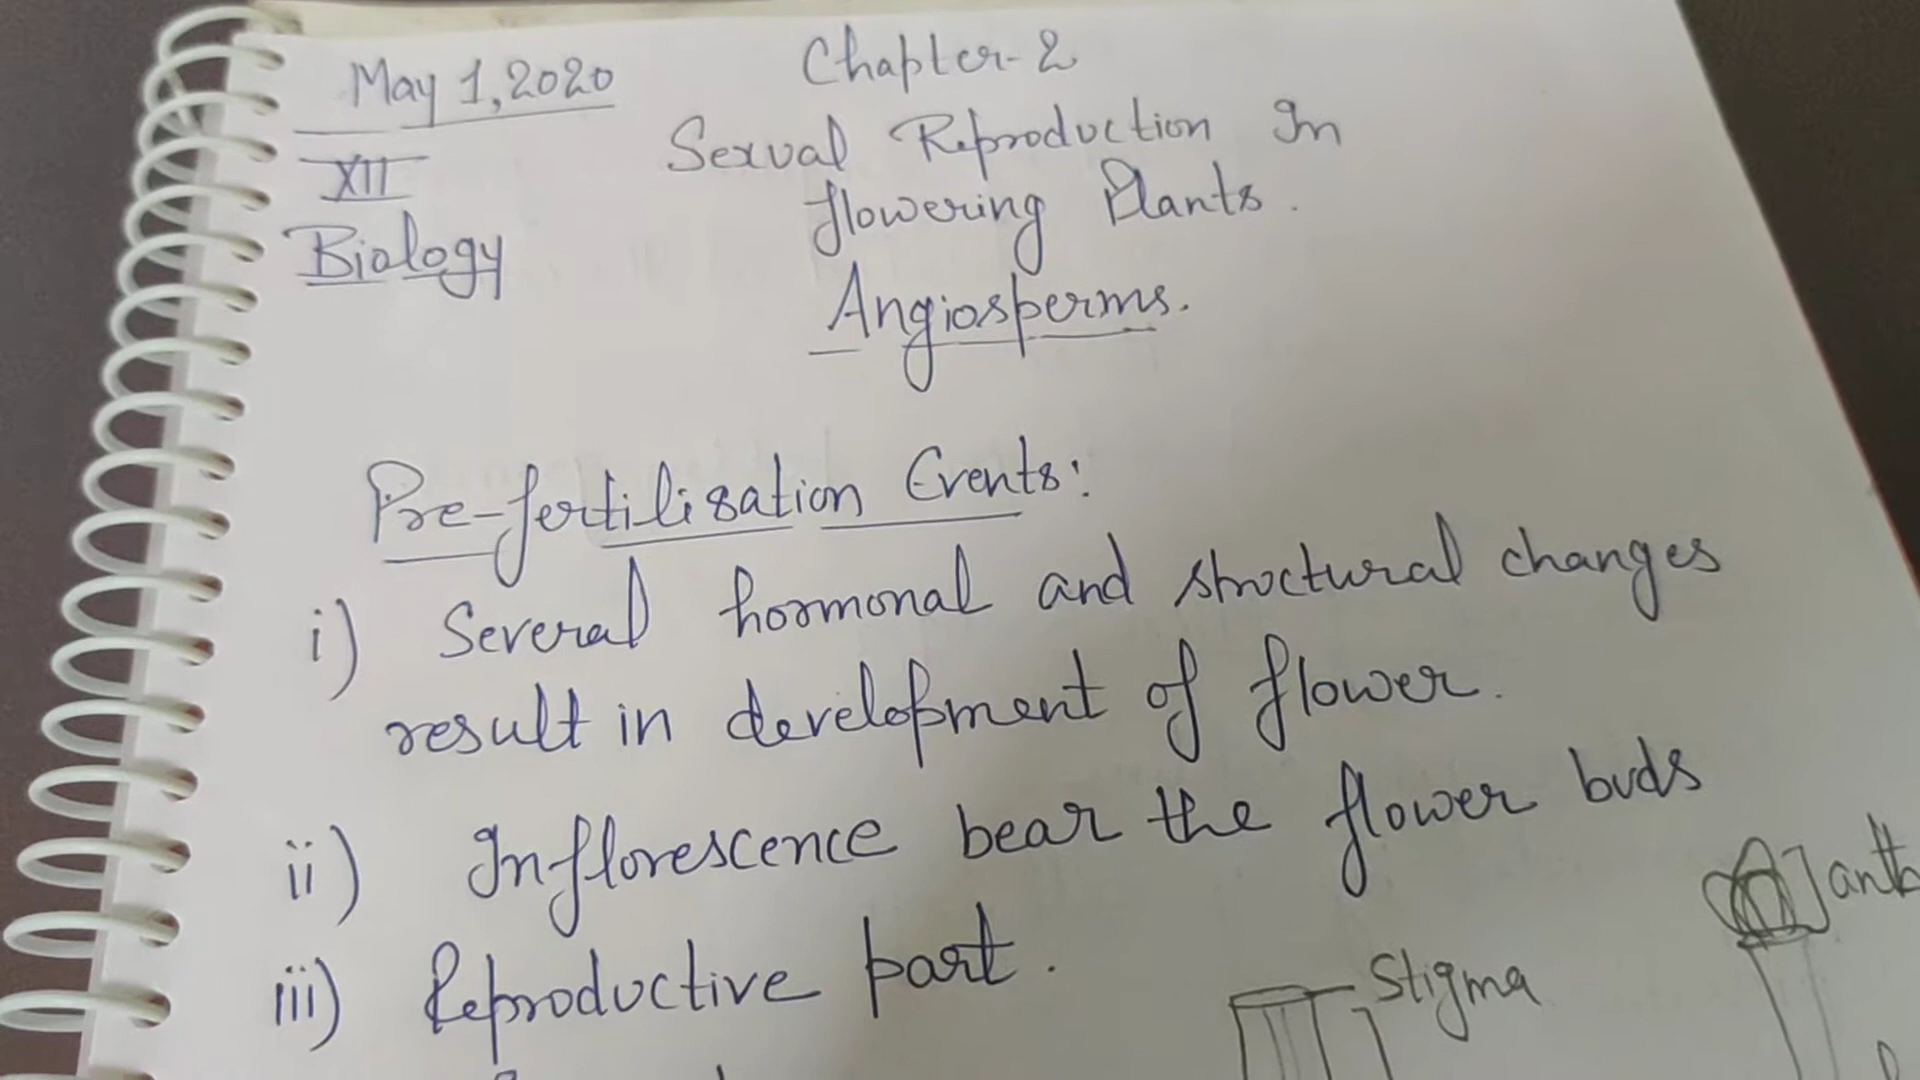 May 1, 2020
XII
Biology
Chapter-2
Sexual Reproduction In
flowering Plants.
Angiosperms.
Pre-fertilisation Events:
i) Several hormonal and structural changes
result in development of flower.
ii) Inflorescence bear the flower buds
iii) Reproductive part.
anth
Stigma